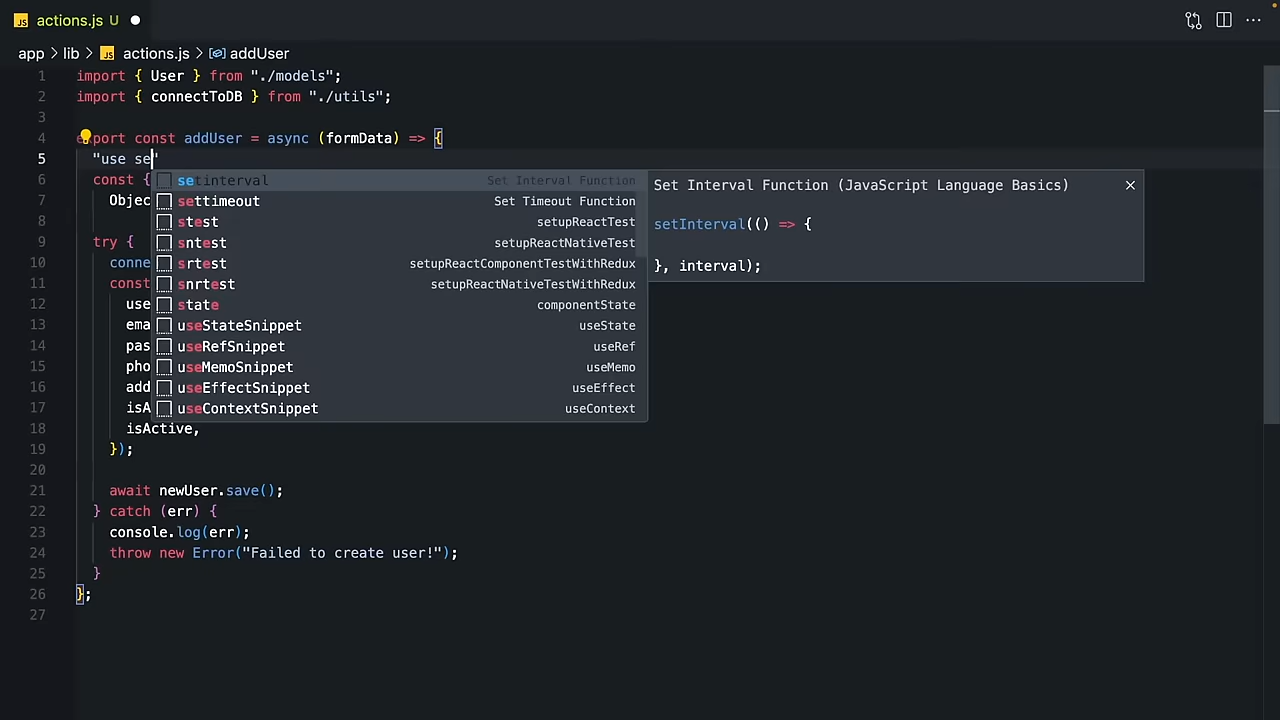 JS actions.js U
app > lib > JS actions.js > addUser
1 import { User } from "./models";
2 import { connectToDB } from "./utils";
3
4 export const addUser = async (formData) => {
5 "use se"
6 const {
7 Objec
8
9 try {
10 conne
11 const
12 use
13 ema
14 pas
15 pho
16 add
17 isA
18 isActive,
19 });
20
21 await newUser.save();
22 } catch (err) {
23 console.log(err);
24 throw new Error("Failed to create user!");
25 }
26 };
27
setinterval Set Interval Function
settimeout Set Timeout Function
stest setupReactTest
sntest setupReactNativeTest
srtest setupReactComponentTestWithRedux
snrtest setupReactNativeTestWithRedux
state componentState
useStateSnippet useState
useRefSnippet useRef
useMemoSnippet useMemo
useEffectSnippet useEffect
useContextSnippet useContext
Set Interval Function (JavaScript Language Basics)
setInterval(() => {
}, interval);